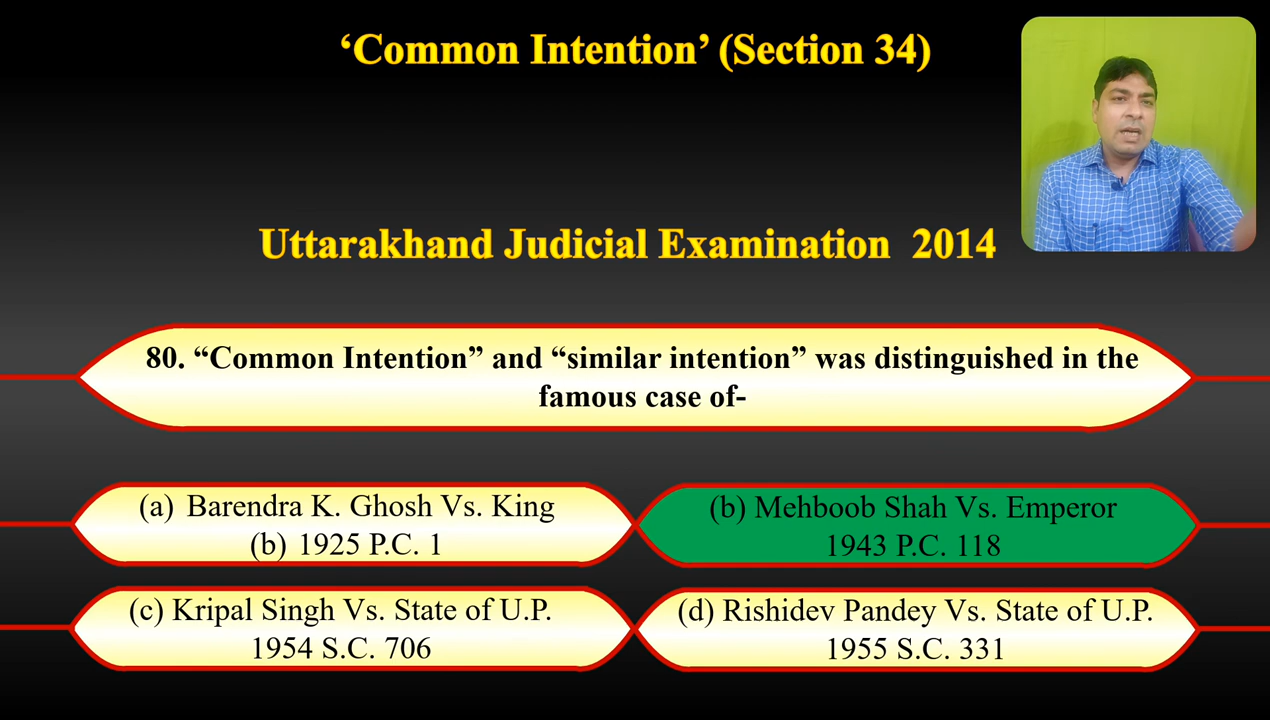 ‘Common Intention’ (Section 34)
Uttarakhand Judicial Examination 2014
80. “Common Intention” and “similar intention” was distinguished in the
famous case of-
(a) Barendra K. Ghosh Vs. King
(b) 1925 P.C. 1
(b) Mehboob Shah Vs. Emperor
1943 P.C. 118
(c) Kripal Singh Vs. State of U.P.
1954 S.C. 706
(d) Rishidev Pandey Vs. State of U.P.
1955 S.C. 331